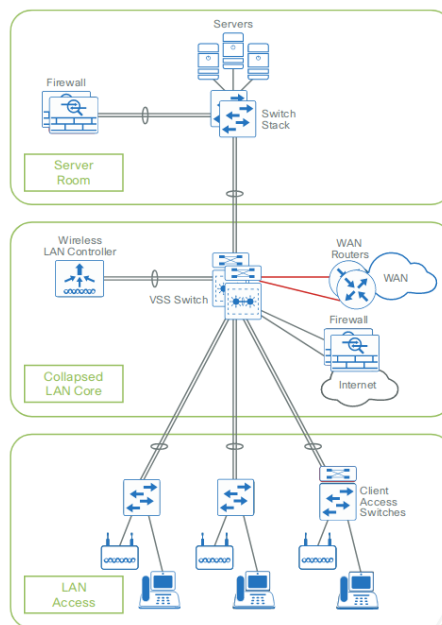 Servers
Firewall
Switch
Stack
Server
Room
Wireless
LAN Controller
WAN
Routers
WAN
VSS Switch
Firewall
Internet
Collapsed
LAN Core
Client
Access
Switches
LAN
Access